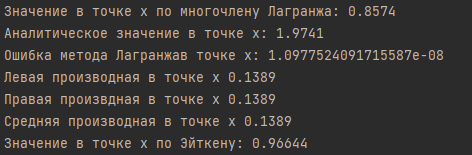 Значение в точке x по многочлену Лагранжа: 0.8574
Аналитическое значение в точке x: 1.9741
Ошибка метода Лагранжав точке x: 1.0977524091715587e-08
Левая производная в точке x 0.1389
Правая произвдная в точке x 0.1389
Средняя производная в точке x 0.1389
Значение в точке x по Эйткену: 0.96644